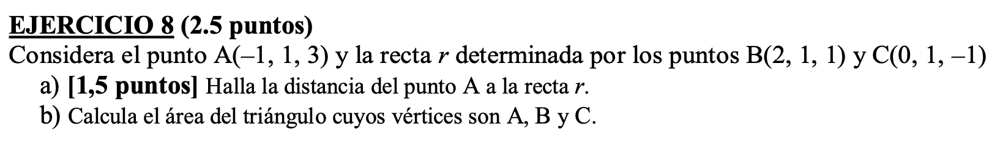 EJERCICIO 8 (2.5 puntos)
Considera el punto A(–1, 1, 3) y la recta r determinada por los puntos B(2, 1, 1) y C(0, 1, –1)
a) [1,5 puntos] Halla la distancia del punto A a la recta r.
b) Calcula el área del triángulo cuyos vértices son A, B y C.